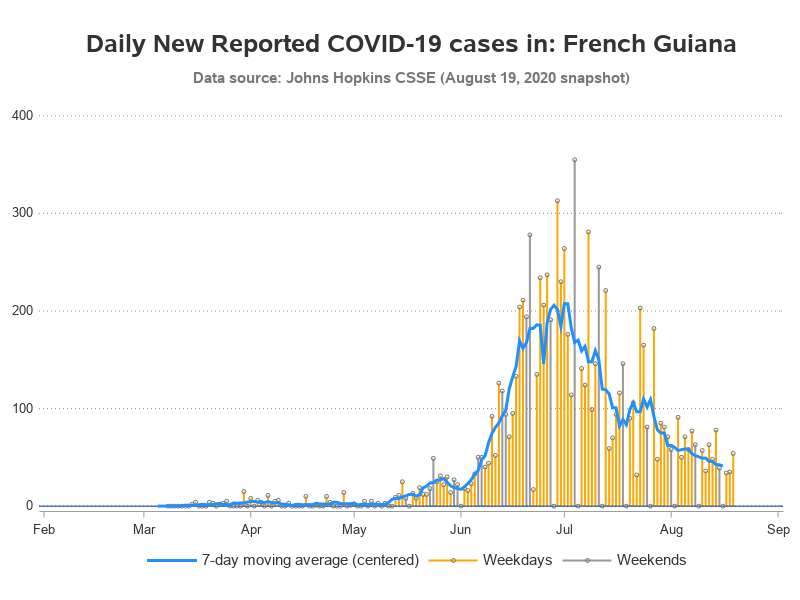 Daily New Reported COVID-19 cases in: French Guiana
Data source: Johns Hopkins CSSE (August 19, 2020 snapshot)
400
300
200
100
0
Feb Mar Apr May Jun Jul Aug Sep
7-day moving average (centered) Weekdays Weekends